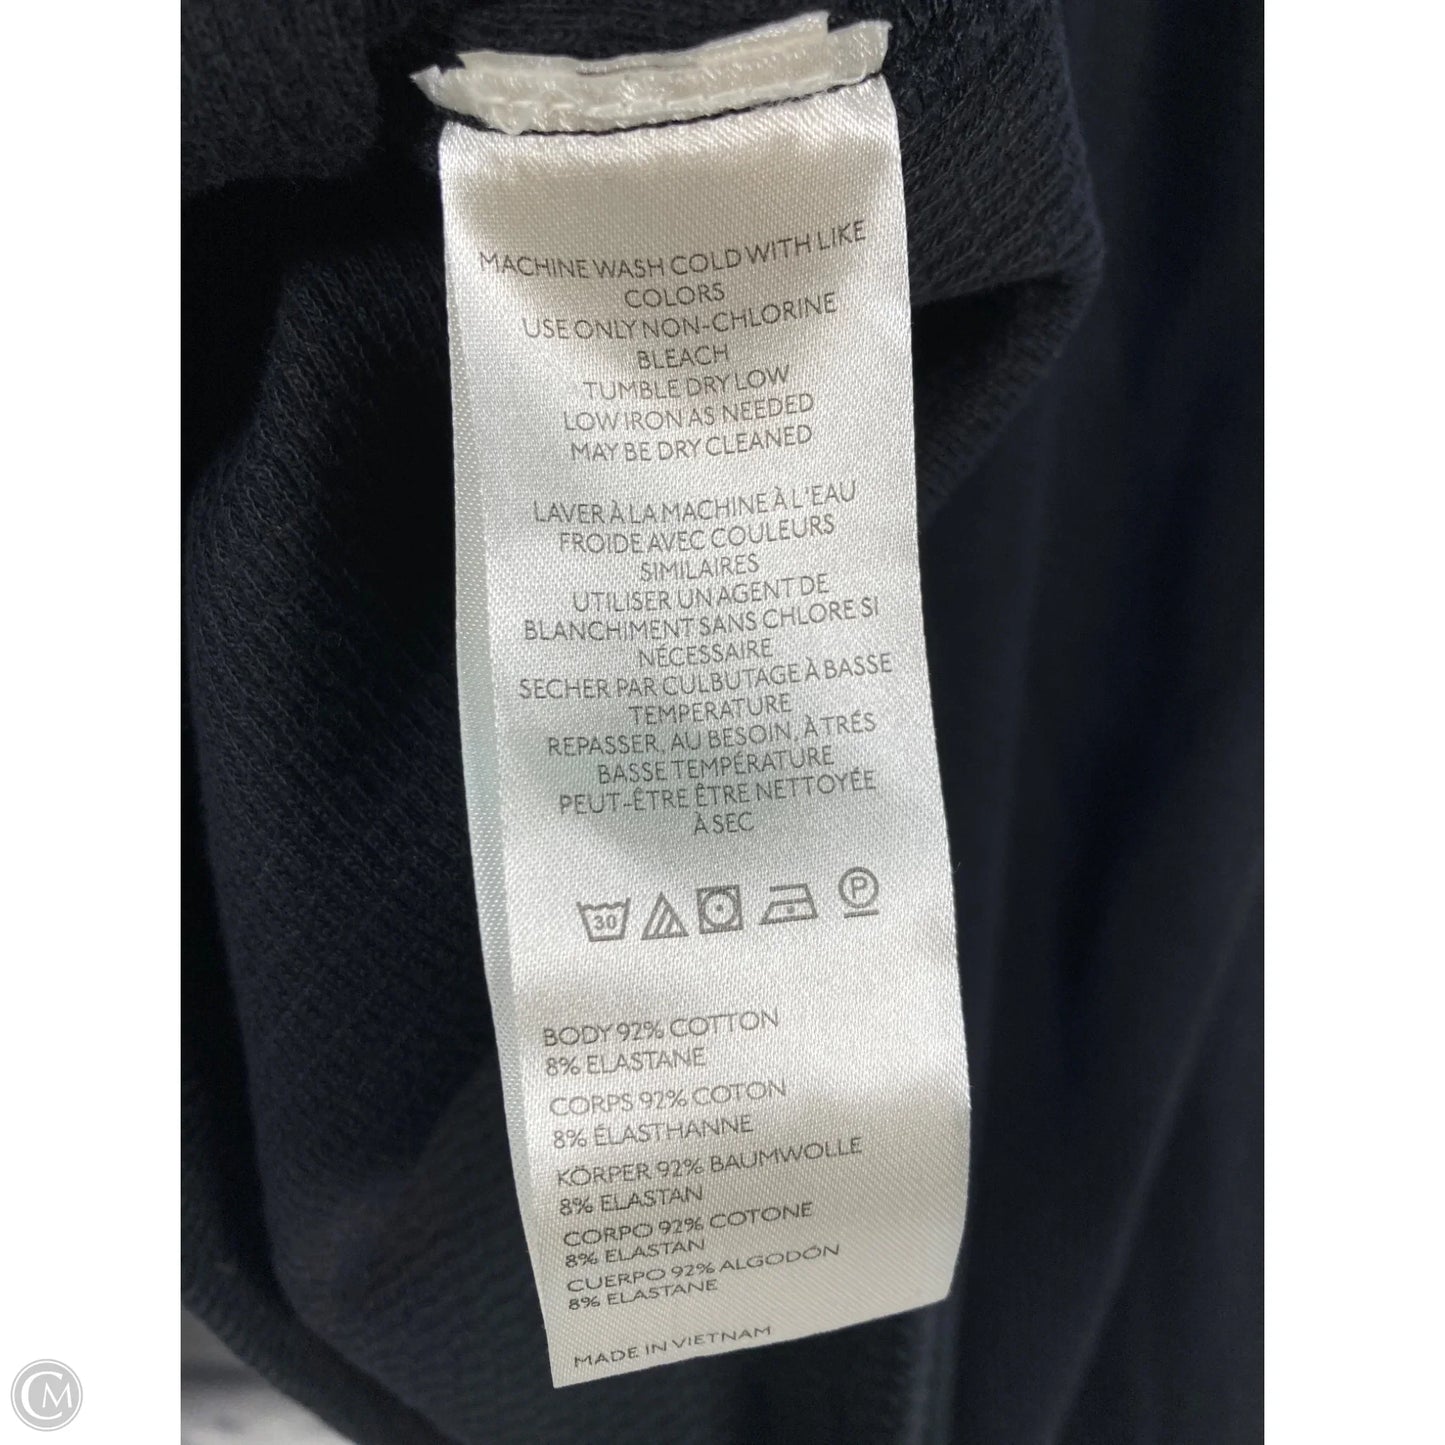 MACHINE WASH COLD WITH LIKE
COLORS
USE ONLY NON-CHLORINE
BLEACH
TUMBLE DRY LOW
LOW IRON AS NEEDED
MAY BE DRY CLEANED
LAVER À LA MACHINE À L'EAU
FROIDE AVEC COULEURS
SIMILAIRES
UTILISER UN AGENT DE
BLANCHIMENT SANS CHLORE SI
NÉCESSAIRE
SECHER PAR CULBUTAGE À BASSE
TEMPERATURE
REPASSER, AU BESOIN, À TRÉS
BASSE TEMPÉRATURE
PEUT-ÊTRE ÊTRE NETTOYÉE
À SEC
30 P
BODY 92% COTTON
8% ELASTANE
CORPS 92% COTON
8% ÉLASTHANNE
KÖRPER 92% BAUMWOLLE
8% ELASTAN
CORPO 92% COTONE
8% ELASTAN
CUERPO 92% ALGODÓN
8% ELASTANE
MADE IN VIETNAM
CM